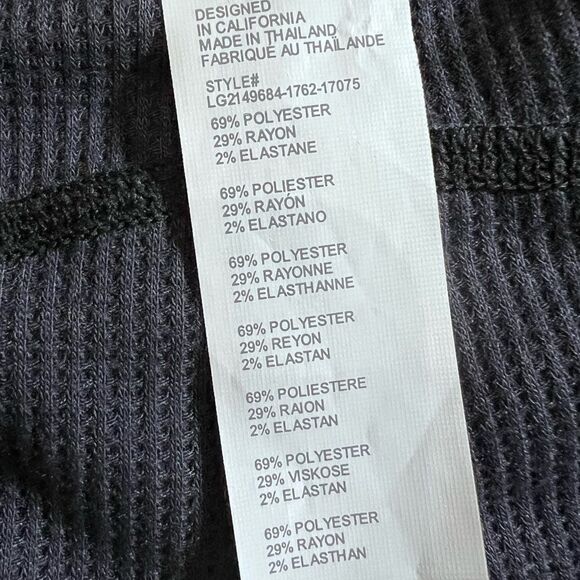 DESIGNED
IN CALIFORNIA
MADE IN THAILAND
FABRIQUÉ AU THAÏLANDE
STYLE#
LG2149684-1762-17075
69% POLYESTER
29% RAYON
2% ELASTANE
69% POLIESTER
29% RAYÓN
2% ELASTANO
69% POLYESTER
29% RAYONNE
2% ELASTHANNE
69% POLYESTER
29% REYON
2% ELASTAN
69% POLIESTERE
29% RAION
2% ELASTAN
69% POLYESTER
29% VISKOSE
2% ELASTAN
69% POLYESTER
29% RAYON
2% ELASTHAN